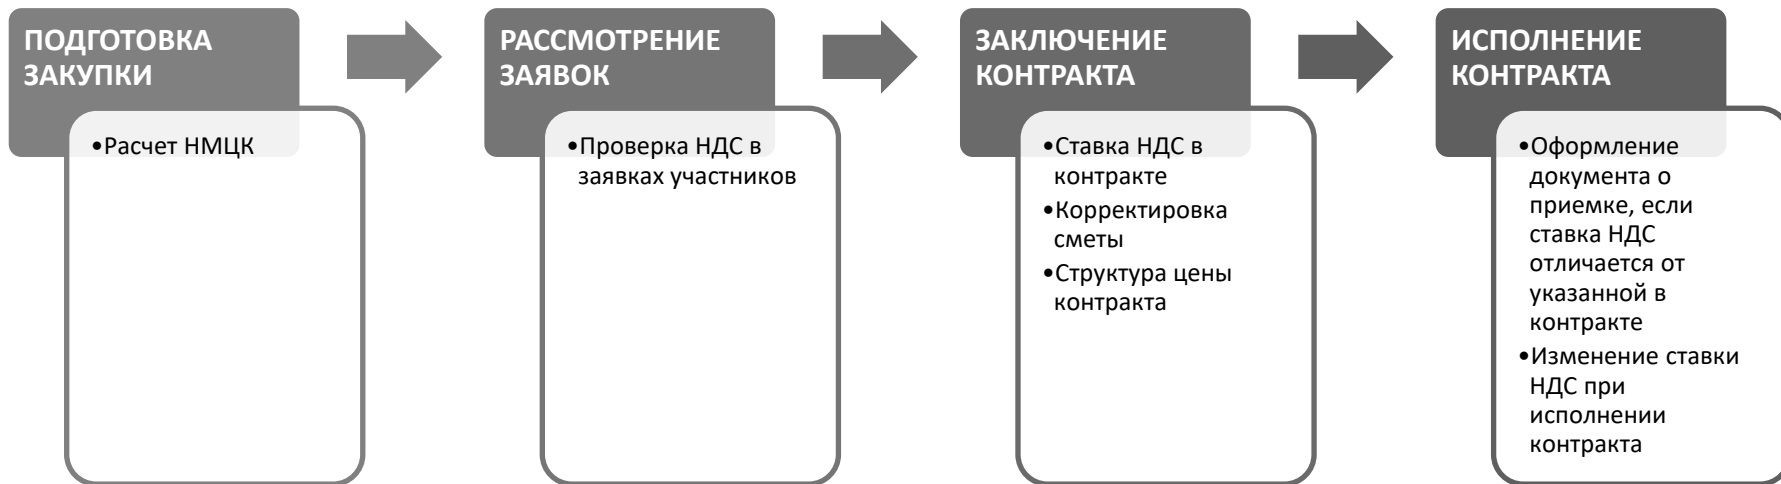 ПОДГОТОВКА
ЗАКУПКИ
•Расчет НМЦК
РАССМОТРЕНИЕ
ЗАЯВОК
•Проверка НДС в
заявках участников
ЗАКЛЮЧЕНИЕ
КОНТРАКТА
•Ставка НДС в
контракте
•Корректировка
сметы
•Структура цены
контракта
ИСПОЛНЕНИЕ
КОНТРАКТА
•Оформление
документа о
приемке, если
ставка НДС
отличается от
указанной в
контракте
•Изменение ставки
НДС при
исполнении
контракта